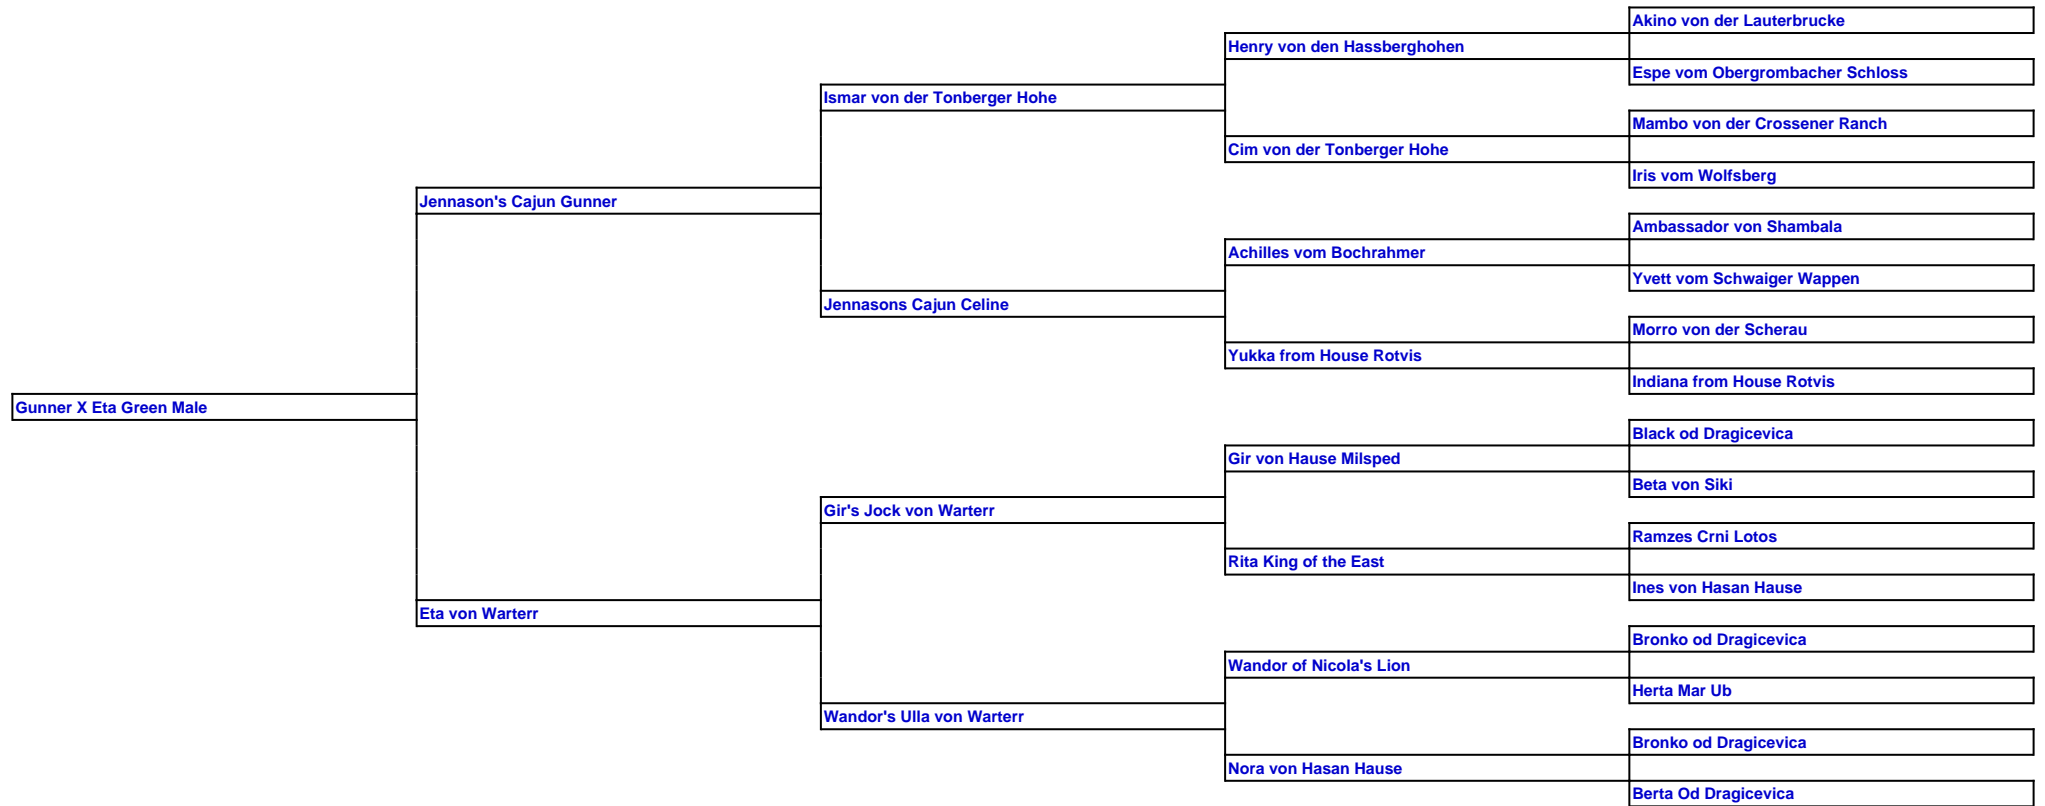 Akino von der Lauterbrucke
Henry von den Hassberghohen
Espe vom Obergrombacher Schloss
Ismar von der Tonberger Hohe
Mambo von der Crossener Ranch
Cim von der Tonberger Hohe
Iris vom Wolfsberg
Jennason's Cajun Gunner
Ambassador von Shambala
Achilles vom Bochrahmer
Yvett vom Schwaiger Wappen
Jennasons Cajun Celine
Morro von der Scherau
Yukka from House Rotvis
Indiana from House Rotvis
Gunner X Eta Green Male
Black od Dragicevica
Gir von Hause Milsped
Beta von Siki
Gir's Jock von Warterr
Ramzes Crni Lotos
Rita King of the East
Ines von Hasan Hause
Eta von Warterr
Bronko od Dragicevica
Wandor of Nicola's Lion
Herta Mar Ub
Wandor's Ulla von Warterr
Bronko od Dragicevica
Nora von Hasan Hause
Berta Od Dragicevica